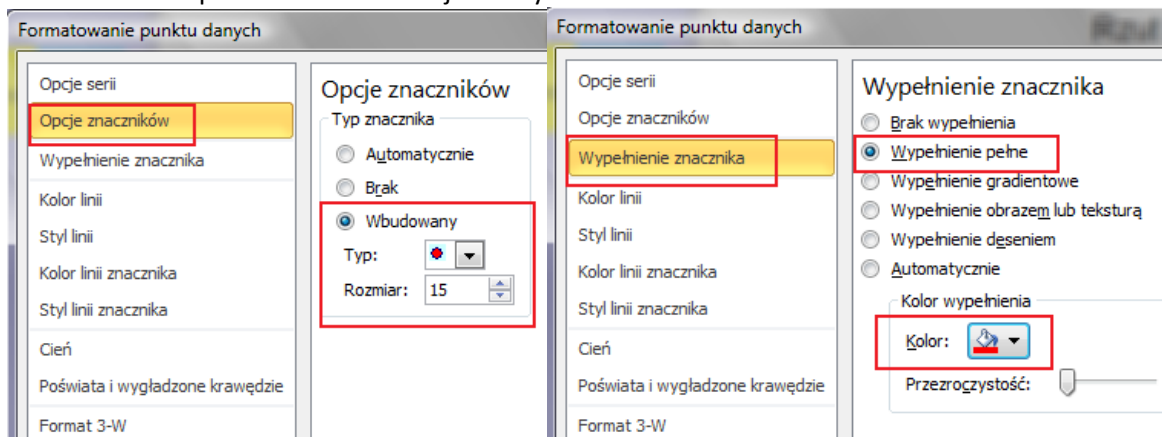 Formatowanie punktu danych
Opcje serii
Opcje znaczników
Wypełnienie znacznika
Kolor linii
Styl linii
Kolor linii znacznika
Styl linii znacznika
Cień
Poświata i wygładzone krawędzie
Format 3-W
Opcje znaczników
Typ znacznika
Automatycznie
Brak
Wbudowany
Typ:
Rozmiar: 15
Formatowanie punktu danych
Opcje serii
Opcje znaczników
Wypełnienie znacznika
Kolor linii
Styl linii
Kolor linii znacznika
Styl linii znacznika
Cień
Poświata i wygładzone krawędzie
Format 3-W
Wypełnienie znacznika
Brak wypełnienia
Wypełnienie pełne
Wypełnienie gradientowe
Wypełnienie obrazem lub teksturą
Wypełnienie deseniem
Automatycznie
Kolor wypełnienia
Kolor:
Przezroczystość: